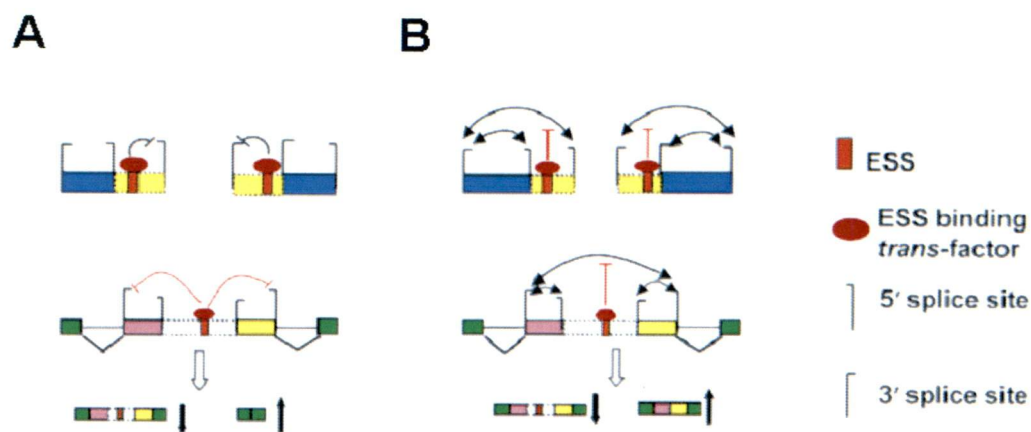 A
B
ESS
ESS binding
trans-factor
5' splice site
3' splice site